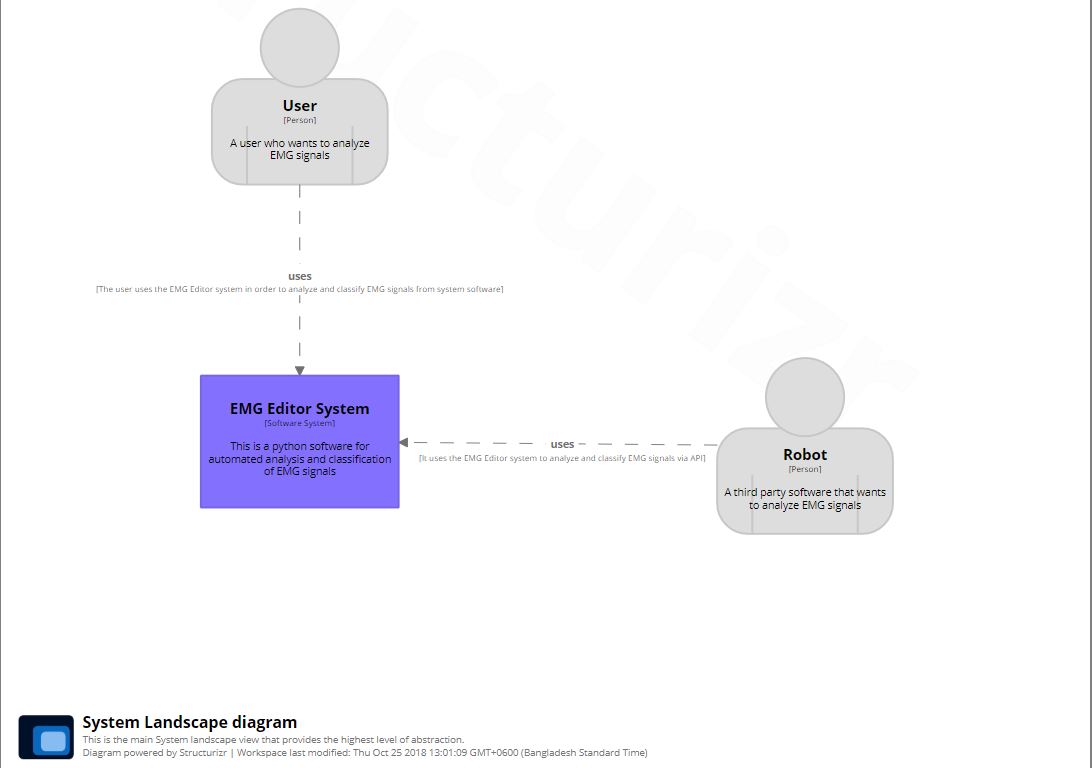 User
[Person]
A user who wants to analyze
EMG signals
uses
[The user uses the EMG Editor system in order to analyze and classify EMG signals from system software]
EMG Editor System
[Software System]
This is a python software for
automated analysis and classification
of EMG signals
uses
[It uses the EMG Editor system to analyze and classify EMG signals via API]
Robot
[Person]
A third party software that wants
to analyze EMG signals
ucturizr
System Landscape diagram
This is the main System landscape view that provides the highest level of abstraction.
Diagram powered by Structurizr | Workspace last modified: Thu Oct 25 2018 13:01:09 GMT+0600 (Bangladesh Standard Time)